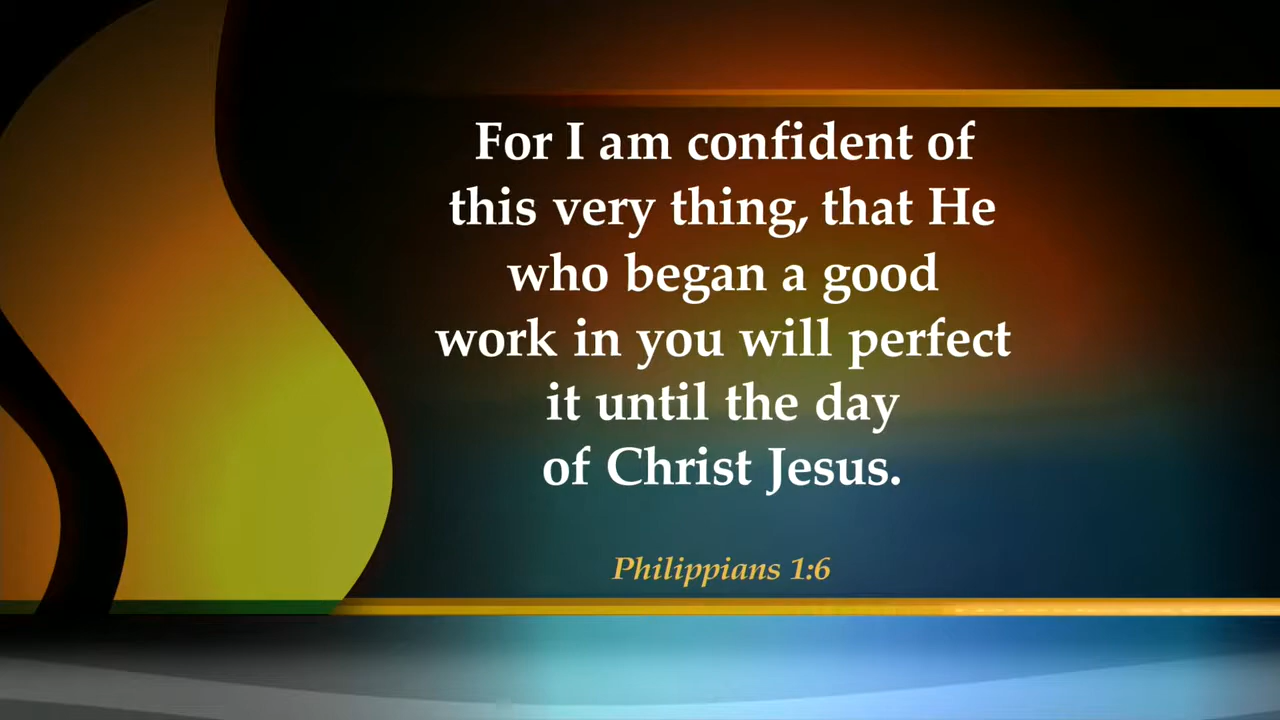 For I am confident of
this very thing, that He
who began a good
work in you will perfect
it until the day
of Christ Jesus.
Philippians 1:6